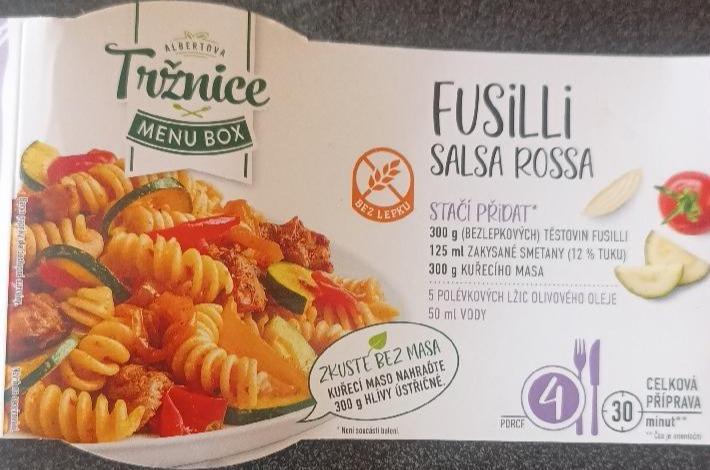 ALBERTOVA
Tržnice
MENU BOX
FUSILLI
SALSA ROSSA
BEZ LEPKU
STAČÍ PŘIDAT*
300 g (BEZLEPKOVÝCH) TĚSTOVIN FUSILLI
125 ml ZAKYSANÉ SMETANY (12 % TUKU)
300 g KUŘECÍHO MASA
5 POLÉVKOVÝCH LŽIC OLIVOVÉHO OLEJE
50 ml VODY
ZKUSTE BEZ MASA
KUŘECÍ MASO NAHRAĎTE
300 g HLÍVY ÚSTŘIČNÉ.
* Není součástí balení.
PORCE
4
30
CELKOVÁ
PŘÍPRAVA
minut**
** Čas je orientační